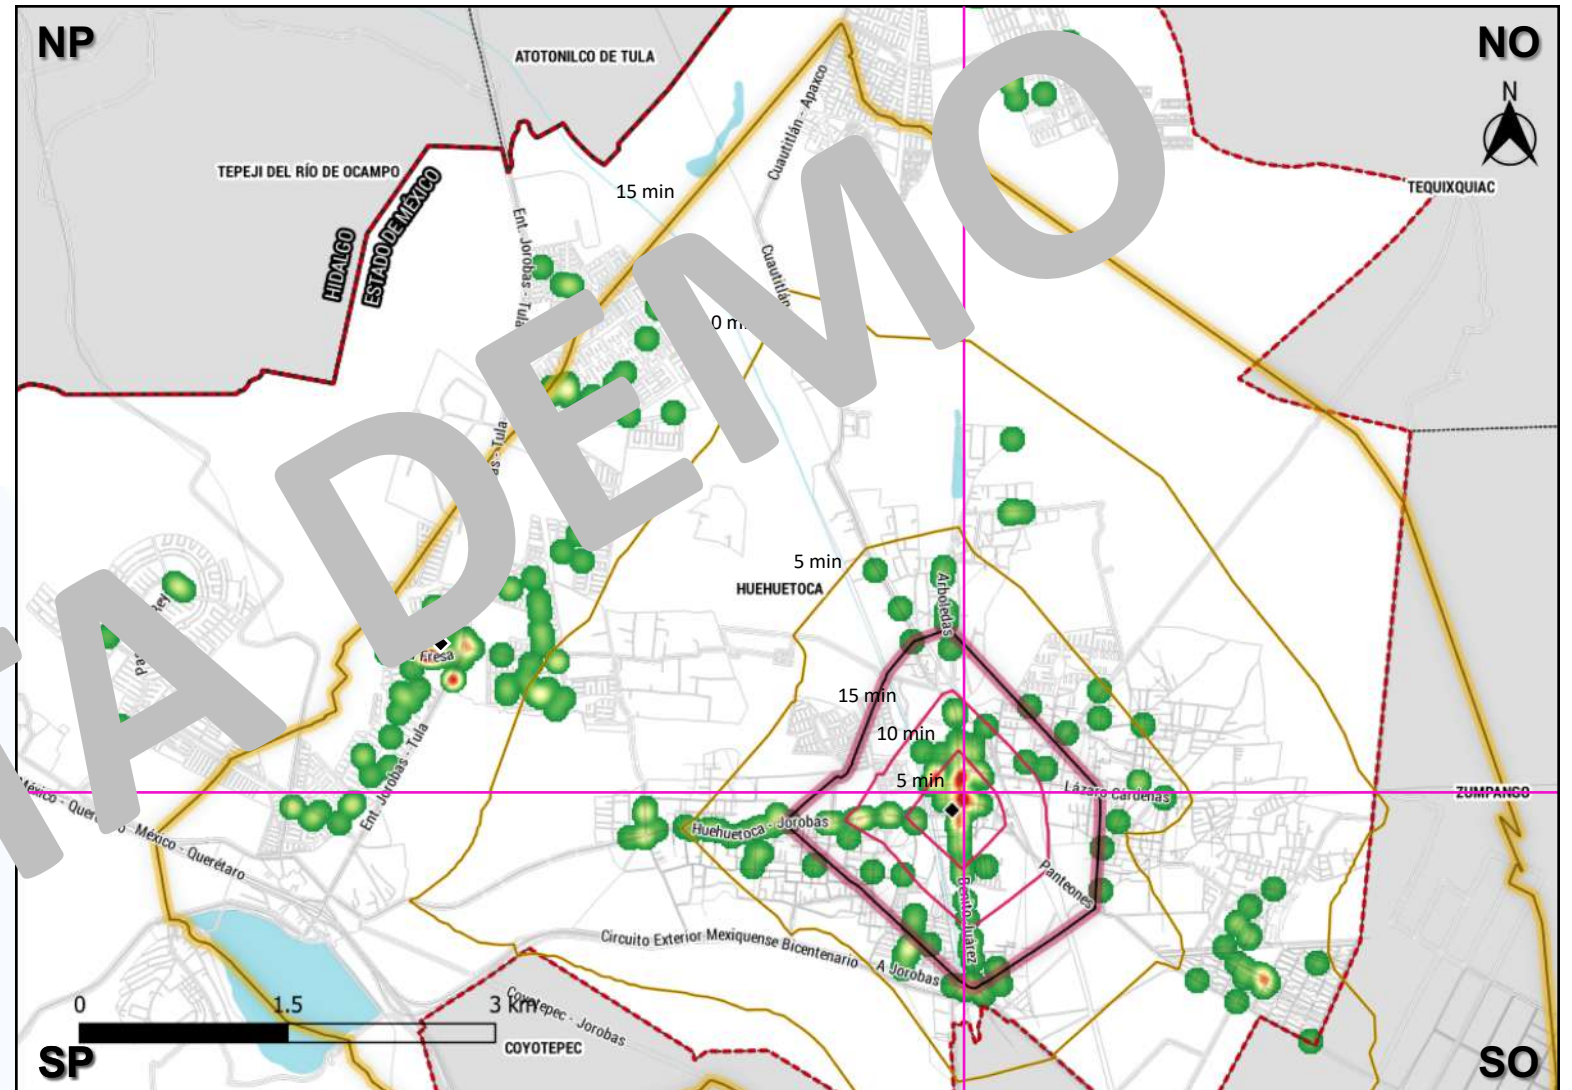 NP
NO
N
ATOTONILCO DE TULA
Cuautitlán - Apaxco
TEPEJI DEL RÍO DE OCAMPO
15 min
TEQUIXQUIAC
HIDALGO
ESTADO DE MÉXICO
Ent. Jorobas - Tula
Cuautitlán
DEMO
5 min
HUEHUETOCA
Arboledas
15 min
10 min
5 min
Lázaro Cárdenas
ZUMPANGO
Ent. Jorobas - Tula
México - Querétaro
Huehuetoca - Jorobas
Panteones
Benito Juárez
Circuito Exterior Mexiquense Bicentenario
A Jorobas
0 1.5 3 km
Coyotepec - Jorobas
COYOTEPEC
SP
SO